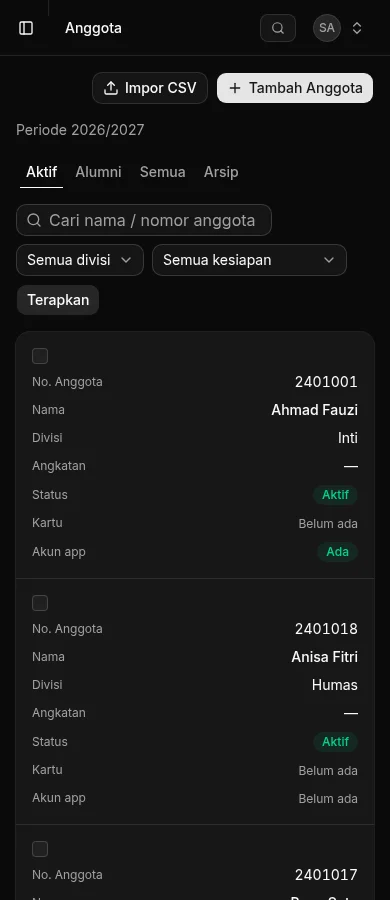 Anggota
SA
Impor CSV
Tambah Anggota
Periode 2026/2027
Aktif Alumni Semua Arsip
Cari nama / nomor anggota
Semua divisi
Semua kesiapan
Terapkan
No. Anggota 2401001
Nama Ahmad Fauzi
Divisi Inti
Angkatan —
Status Aktif
Kartu Belum ada
Akun app Ada
No. Anggota 2401018
Nama Anisa Fitri
Divisi Humas
Angkatan —
Status Aktif
Kartu Belum ada
Akun app Belum ada
No. Anggota 2401017